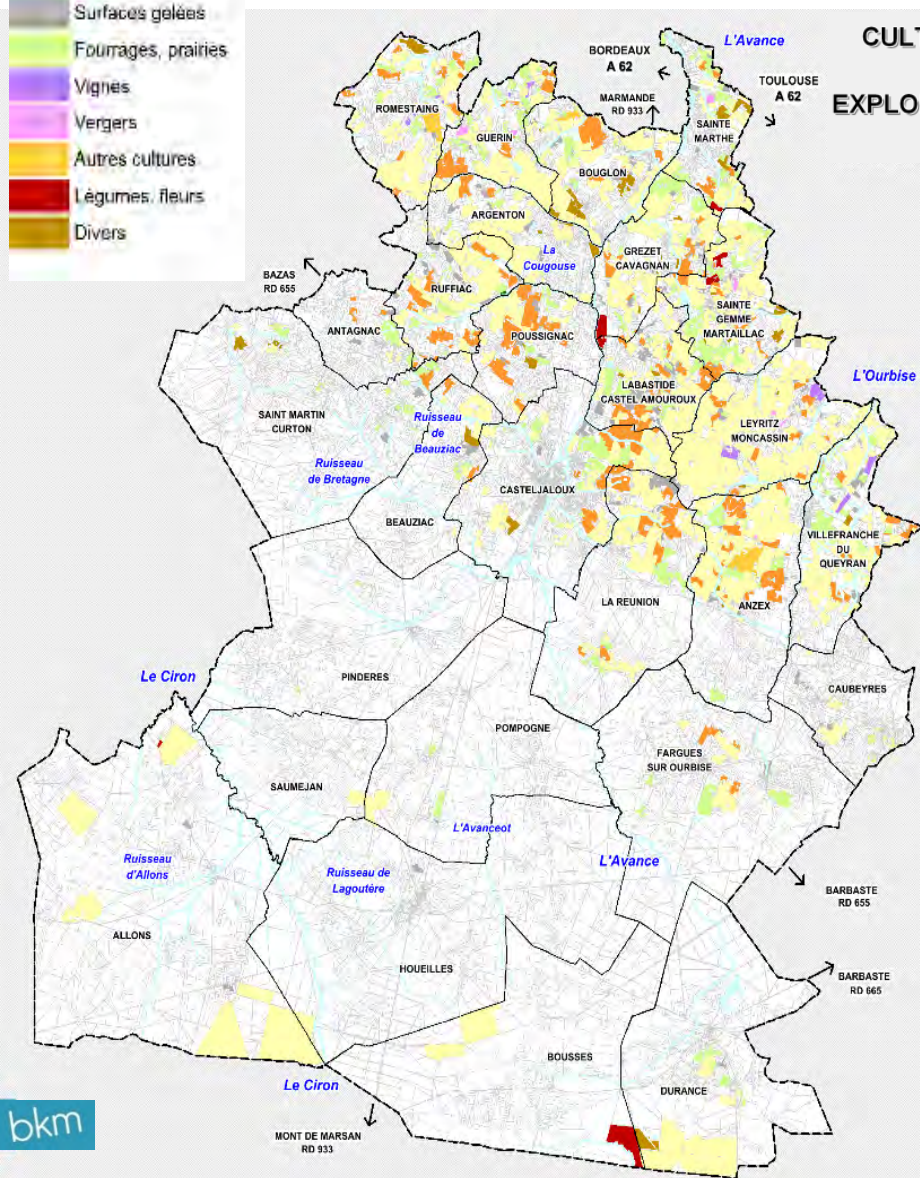 Surfaces gelées
Fourrages, prairies
Vignes
Vergers
Autres cultures
Légumes, fleurs
Divers
CULT
EXPLO
L'Avance
BORDEAUX
A 62
TOULOUSE
A 62
MARMANDE
RD 933
ROMESTAING
GUERIN
SAINTE
MARTHE
BOUGLON
ARGENTON
La
Cougouse
GREZET
CAVAGNAN
BAZAS
RD 655
RUFFIAC
ANTAGNAC
POUSSIGNAC
SAINTE
GEMME
MARTAILLAC
L'Ourbise
LABASTIDE
CASTEL AMOUROUX
LEYRITZ
MONCASSIN
SAINT MARTIN
CURTON
Ruisseau
de
Beauziac
Ruisseau
de Bretagne
CASTELJALOUX
BEAUZIAC
VILLEFRANCHE
DU
QUEYRAN
LA REUNION
ANZEX
Le Ciron
PINDERES
CAUBEYRES
POMPOGNE
FARGUES
SUR OURBISE
SAUMEJAN
L'Avanceot
Ruisseau
d'Allons
Ruisseau de
Lagoutère
L'Avance
BARBASTE
RD 655
ALLONS
HOUEILLES
BARBASTE
RD 665
BOUSSES
DURANCE
Le Ciron
bkm
MONT DE MARSAN
RD 933